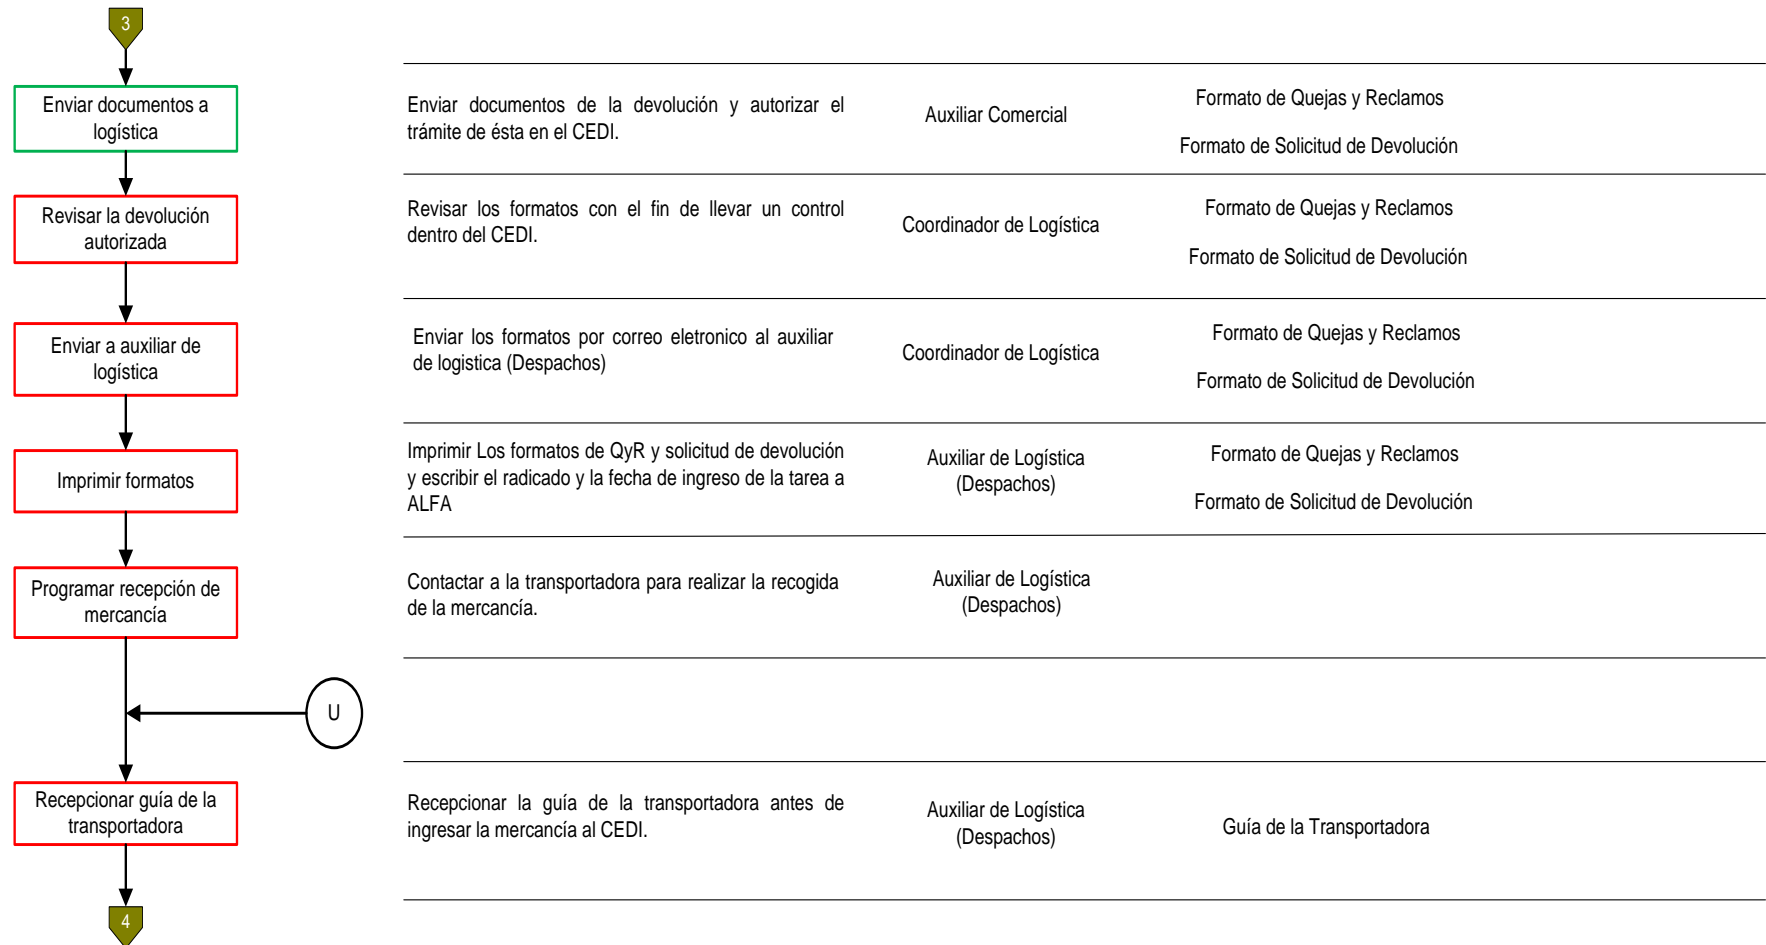 3
Enviar documentos a
logística
Enviar documentos de la devolución y autorizar el
trámite de ésta en el CEDI.
Auxiliar Comercial
Formato de Quejas y Reclamos
Formato de Solicitud de Devolución
Revisar la devolución
autorizada
Revisar los formatos con el fin de llevar un control
dentro del CEDI.
Coordinador de Logística
Formato de Quejas y Reclamos
Formato de Solicitud de Devolución
Enviar a auxiliar de
logística
Enviar los formatos por correo eletronico al auxiliar
de logistica (Despachos)
Coordinador de Logística
Formato de Quejas y Reclamos
Formato de Solicitud de Devolución
Imprimir formatos
Imprimir Los formatos de QyR y solicitud de devolución
y escribir el radicado y la fecha de ingreso de la tarea a
ALFA
Auxiliar de Logística
(Despachos)
Formato de Quejas y Reclamos
Formato de Solicitud de Devolución
Programar recepción de
mercancía
Contactar a la transportadora para realizar la recogida
de la mercancía.
Auxiliar de Logística
(Despachos)
U
Recepcionar guía de la
transportadora
Recepcionar la guía de la transportadora antes de
ingresar la mercancía al CEDI.
Auxiliar de Logística
(Despachos)
Guía de la Transportadora
4